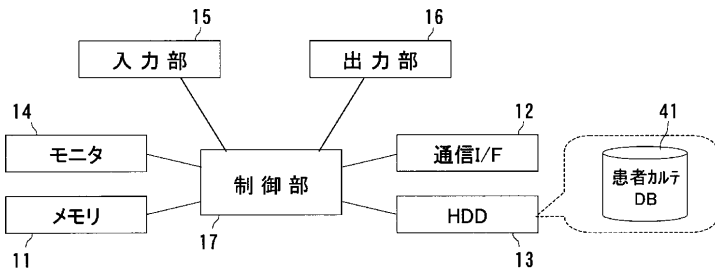 15
入力部
16
出力部
14
モニタ
12
通信I/F
41
患者カルテ
DB
制御部
17
メモリ
11
HDD
13